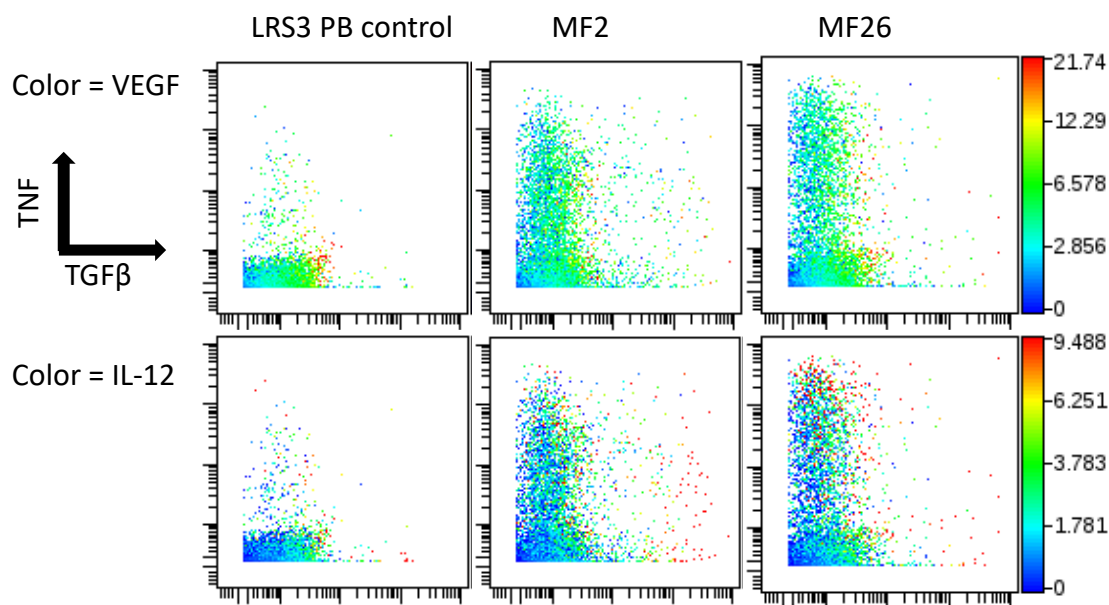 LRS3 PB control
MF2
MF26
Color = VEGF
TNF
TGFβ
21.74
12.29
6.578
2.856
0
Color = IL-12
9.488
6.251
3.783
1.781
0